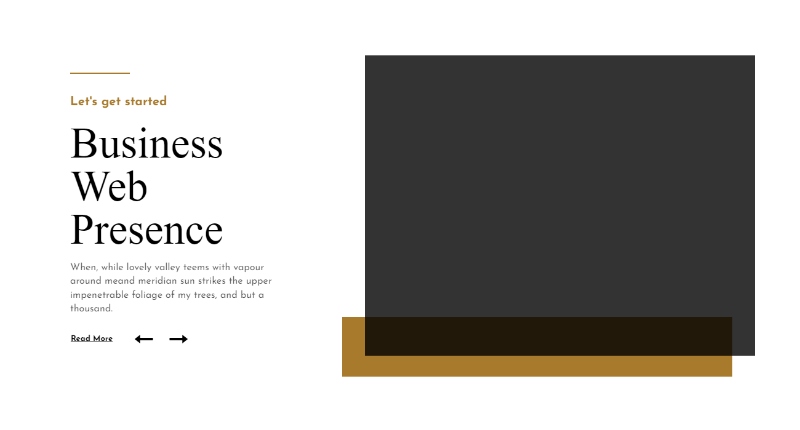 Let's get started
Business
Web
Presence
When, while lovely valley teems with vapour
around meand meridian sun strikes the upper
impenetrable foliage of my trees, and but a
thousand.
Read More